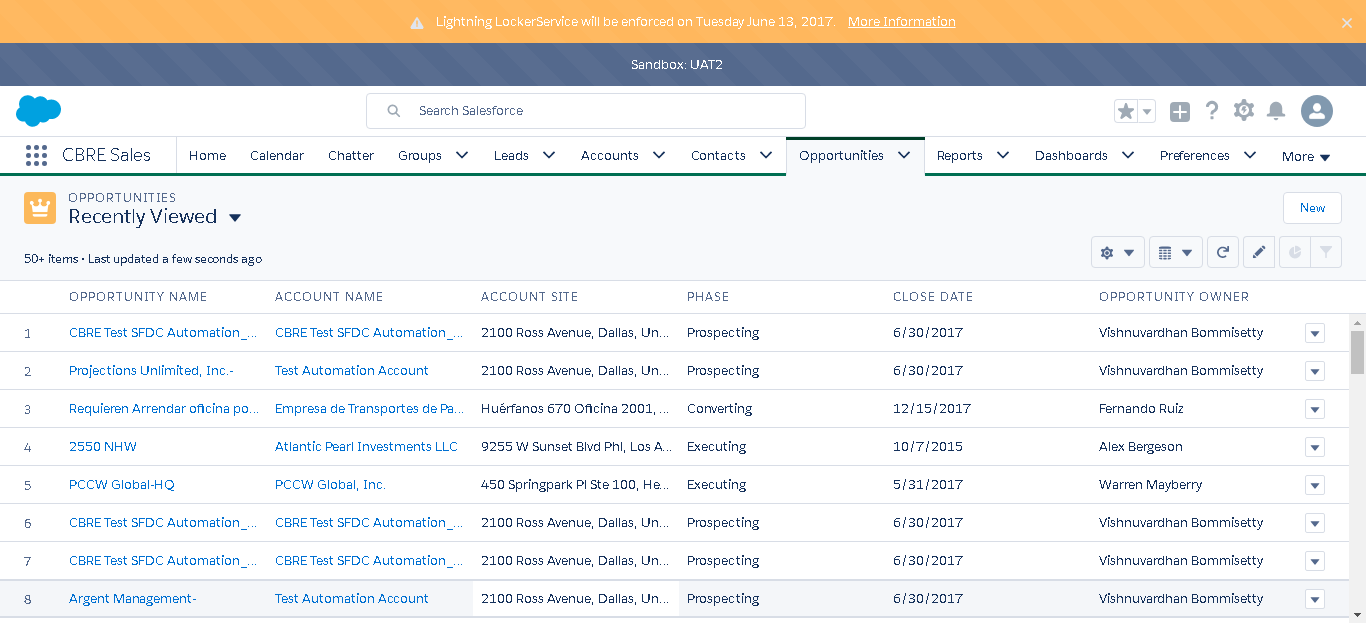 Lightning LockerService will be enforced on Tuesday June 13, 2017. More Information
Sandbox: UAT2
Search Salesforce
CBRE Sales Home Calendar Chatter Groups Leads Accounts Contacts Opportunities Reports Dashboards Preferences More
OPPORTUNITIES
Recently Viewed
New
50+ items • Last updated a few seconds ago
OPPORTUNITY NAME ACCOUNT NAME ACCOUNT SITE PHASE CLOSE DATE OPPORTUNITY OWNER
1 CBRE Test SFDC Automation_... CBRE Test SFDC Automation_... 2100 Ross Avenue, Dallas, Un... Prospecting 6/30/2017 Vishnuvardhan Bommisetty
2 Projections Unlimited, Inc.- Test Automation Account 2100 Ross Avenue, Dallas, Un... Prospecting 6/30/2017 Vishnuvardhan Bommisetty
3 Requieren Arrendar oficina po... Empresa de Transportes de Pa... Huérfanos 670 Oficina 2001, ... Converting 12/15/2017 Fernando Ruiz
4 2550 NHW Atlantic Pearl Investments LLC 9255 W Sunset Blvd Phl, Los A... Executing 10/7/2015 Alex Bergeson
5 PCCW Global-HQ PCCW Global, Inc. 450 Springpark Pl Ste 100, He... Executing 5/31/2017 Warren Mayberry
6 CBRE Test SFDC Automation_... CBRE Test SFDC Automation_... 2100 Ross Avenue, Dallas, Un... Prospecting 6/30/2017 Vishnuvardhan Bommisetty
7 CBRE Test SFDC Automation_... CBRE Test SFDC Automation_... 2100 Ross Avenue, Dallas, Un... Prospecting 6/30/2017 Vishnuvardhan Bommisetty
8 Argent Management- Test Automation Account 2100 Ross Avenue, Dallas, Un... Prospecting 6/30/2017 Vishnuvardhan Bommisetty